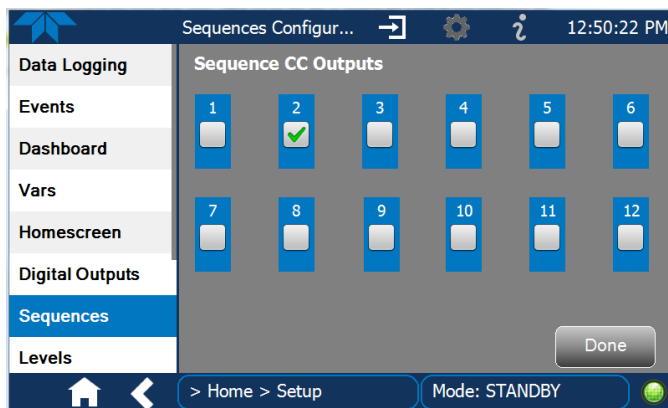 Sequences Configur... 12:50:22 PM
Data Logging
Events
Dashboard
Vars
Homescreen
Digital Outputs
Sequences
Levels
Sequence CC Outputs
1 2 3 4 5 6
7 8 9 10 11 12
Done
> Home > Setup
Mode: STANDBY